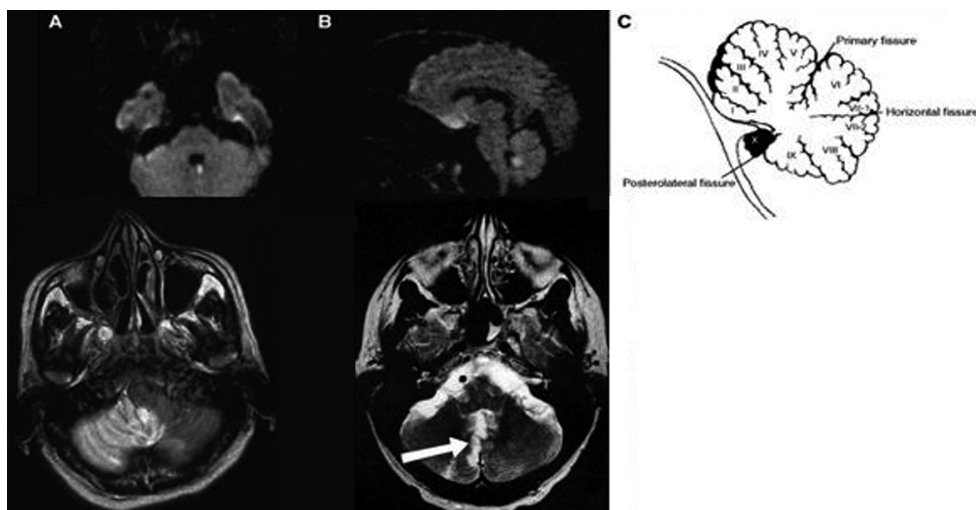 A
B
C
Primary fissure
IV
V
III
VI
II
VII-1
Horizontal fissure
I
VII-2
X
VIII
IX
Posterolateral fissure